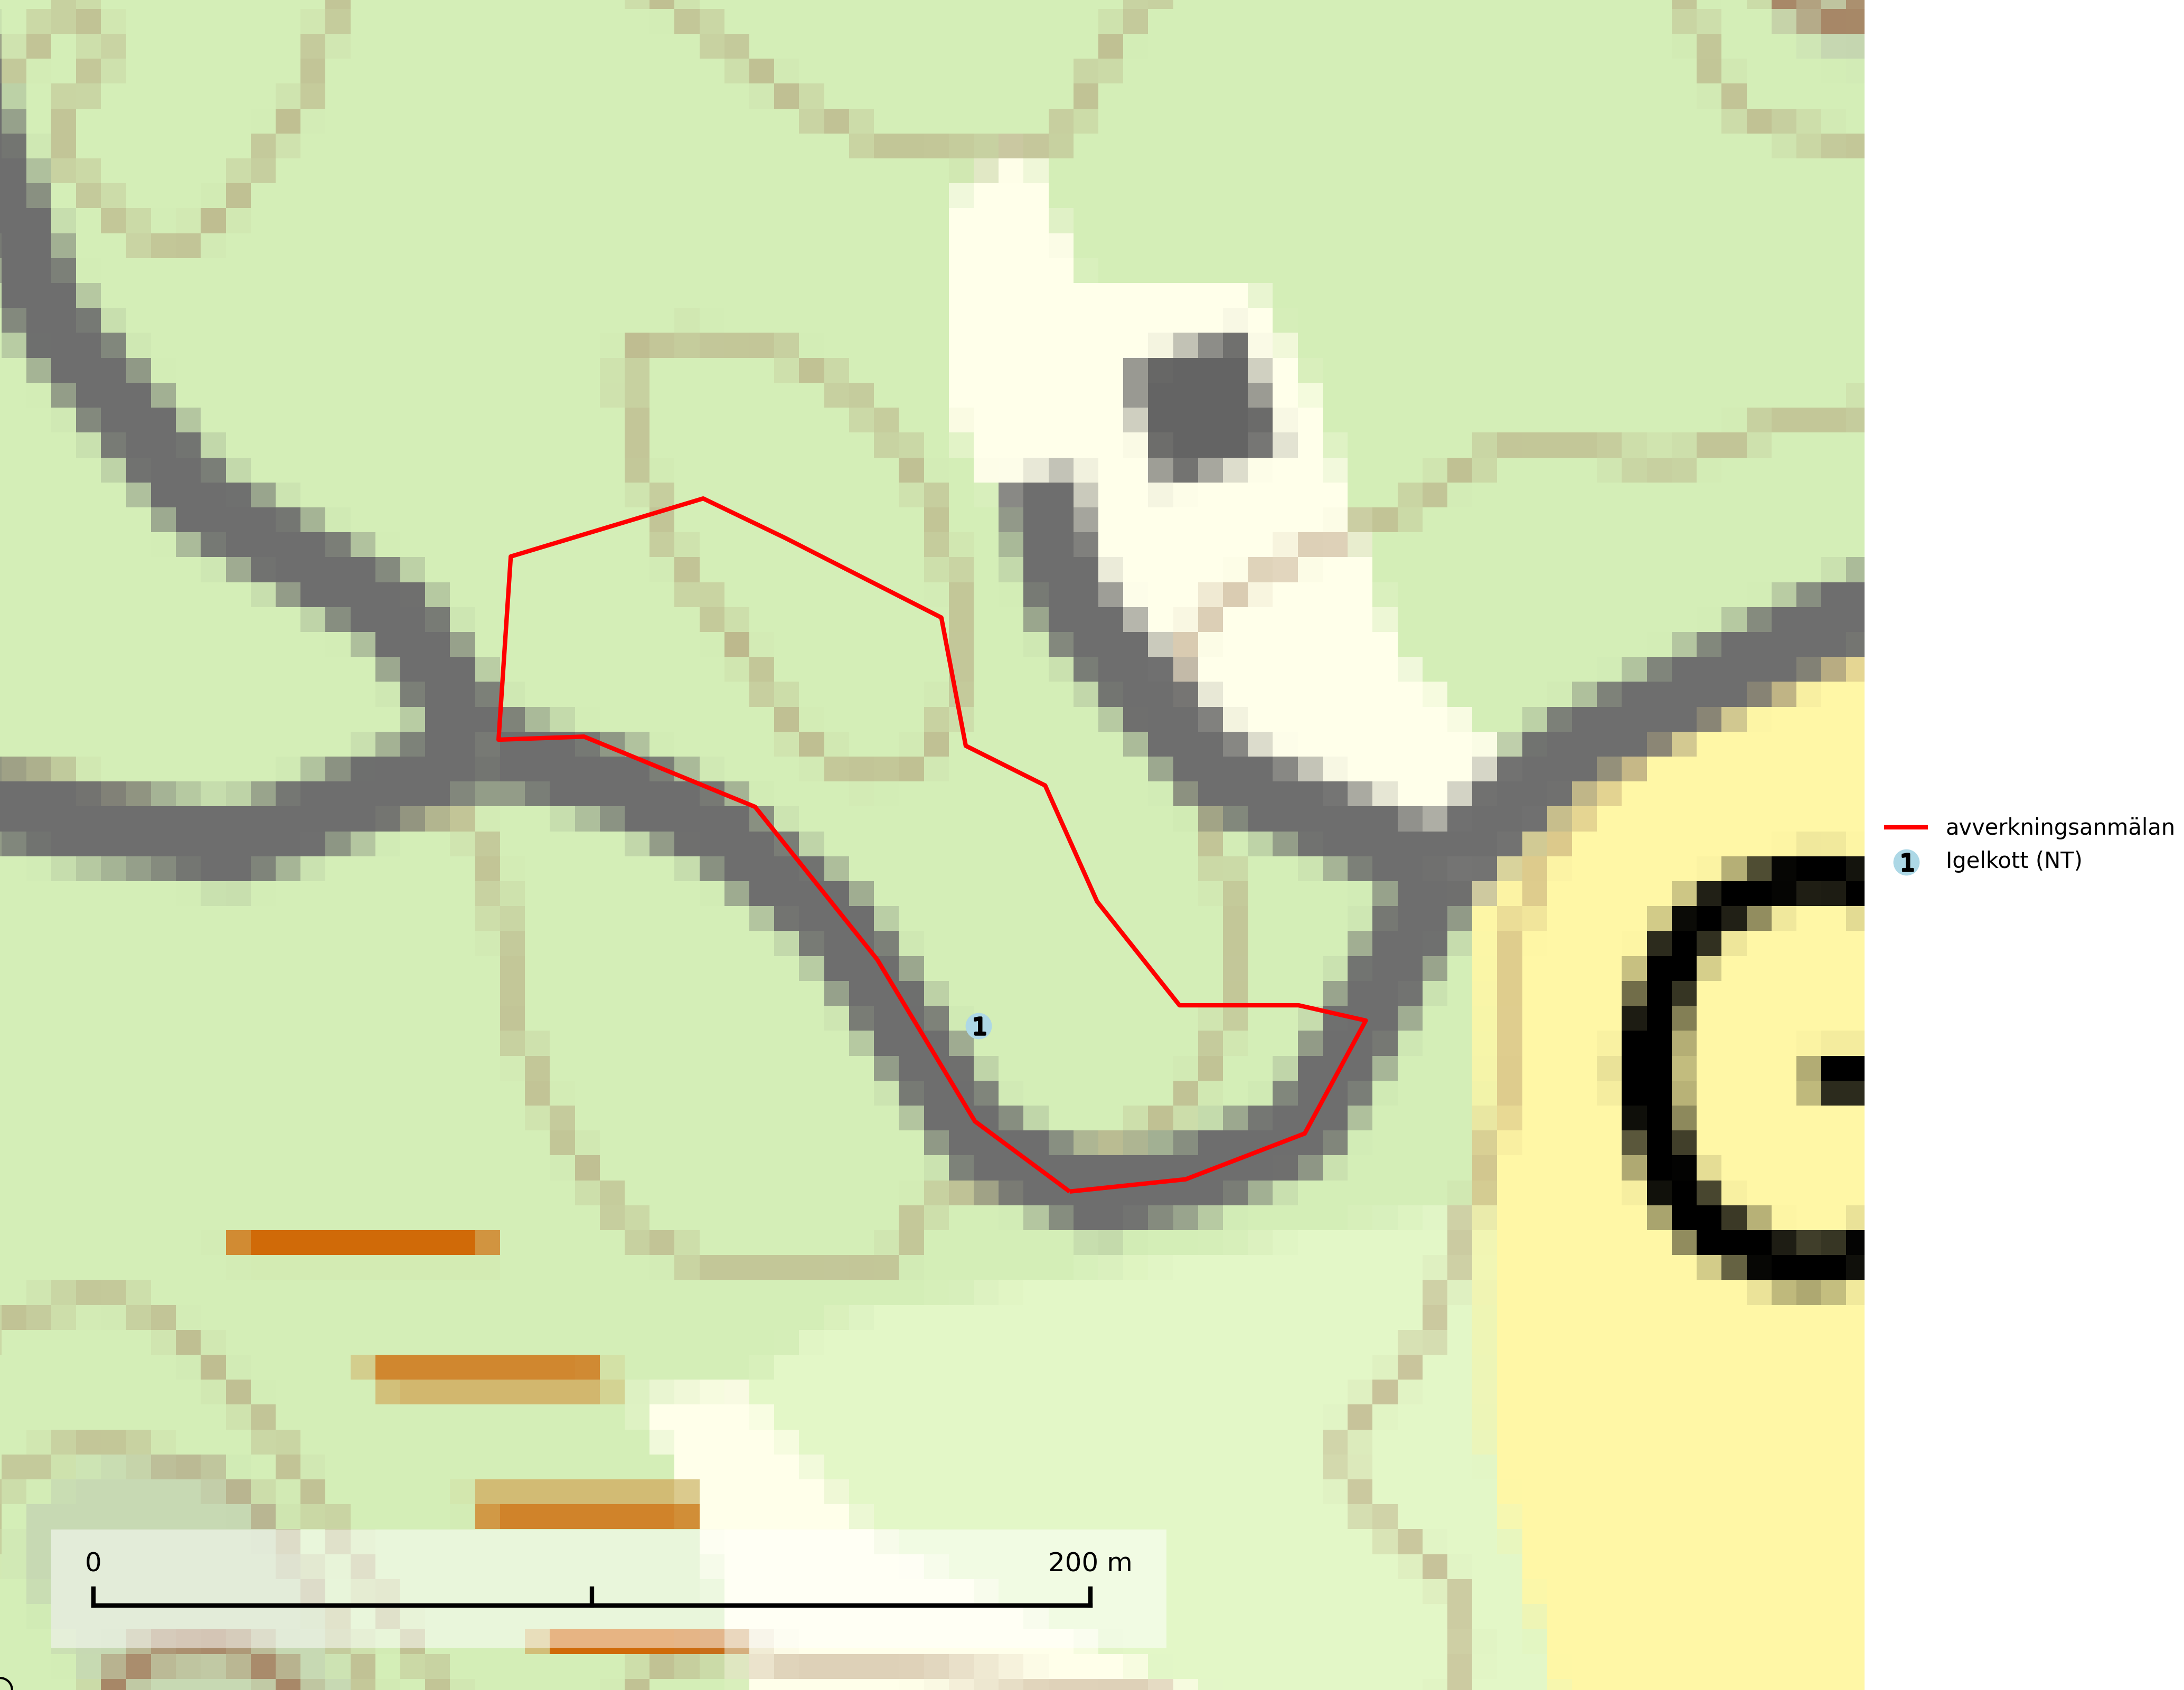 avverkningsanmälan
1 Igelkott (NT)
1
0 200 m